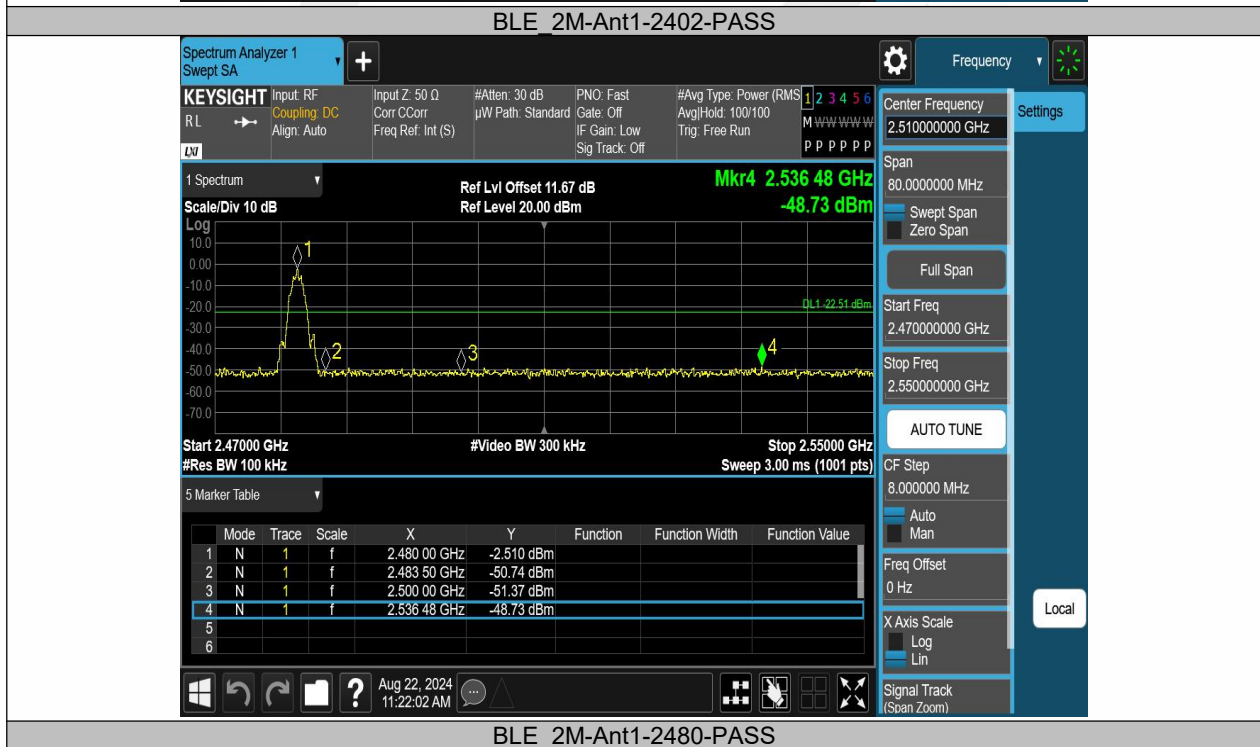 BLE_2M-Ant1-2402-PASS
Spectrum Analyzer 1
Swept SA
+
Frequency
KEYSIGHT
RL
LXI
Input: RF
Coupling: DC
Align: Auto
Input Z: 50 Ω
Corr CCorr
Freq Ref: Int (S)
#Atten: 30 dB
µW Path: Standard
PNO: Fast
Gate: Off
IF Gain: Low
Sig Track: Off
#Avg Type: Power (RMS
Avg|Hold: 100/100
Trig: Free Run
1 2 3 4 5 6
M W W W W W
P P P P P P
1 Spectrum
Scale/Div 10 dB
Ref Lvl Offset 11.67 dB
Ref Level 20.00 dBm
Mkr4 2.536 48 GHz
-48.73 dBm
Log
10.0
0.00
-10.0
-20.0
-30.0
-40.0
-50.0
-60.0
-70.0
1
2
3
4
DL1 -22.51 dBm
Start 2.47000 GHz
#Res BW 100 kHz
#Video BW 300 kHz
Stop 2.55000 GHz
Sweep 3.00 ms (1001 pts)
5 Marker Table
Mode Trace Scale X Y Function Function Width Function Value
1 N 1 f 2.480 00 GHz -2.510 dBm
2 N 1 f 2.483 50 GHz -50.74 dBm
3 N 1 f 2.500 00 GHz -51.37 dBm
4 N 1 f 2.536 48 GHz -48.73 dBm
5
6
?
Aug 22, 2024
11:22:02 AM
Center Frequency
2.510000000 GHz
Span
80.0000000 MHz
Swept Span
Zero Span
Full Span
Start Freq
2.470000000 GHz
Stop Freq
2.550000000 GHz
AUTO TUNE
CF Step
8.000000 MHz
Auto
Man
Freq Offset
0 Hz
X Axis Scale
Log
Lin
Signal Track
(Span Zoom)
Settings
Local
BLE_2M-Ant1-2480-PASS